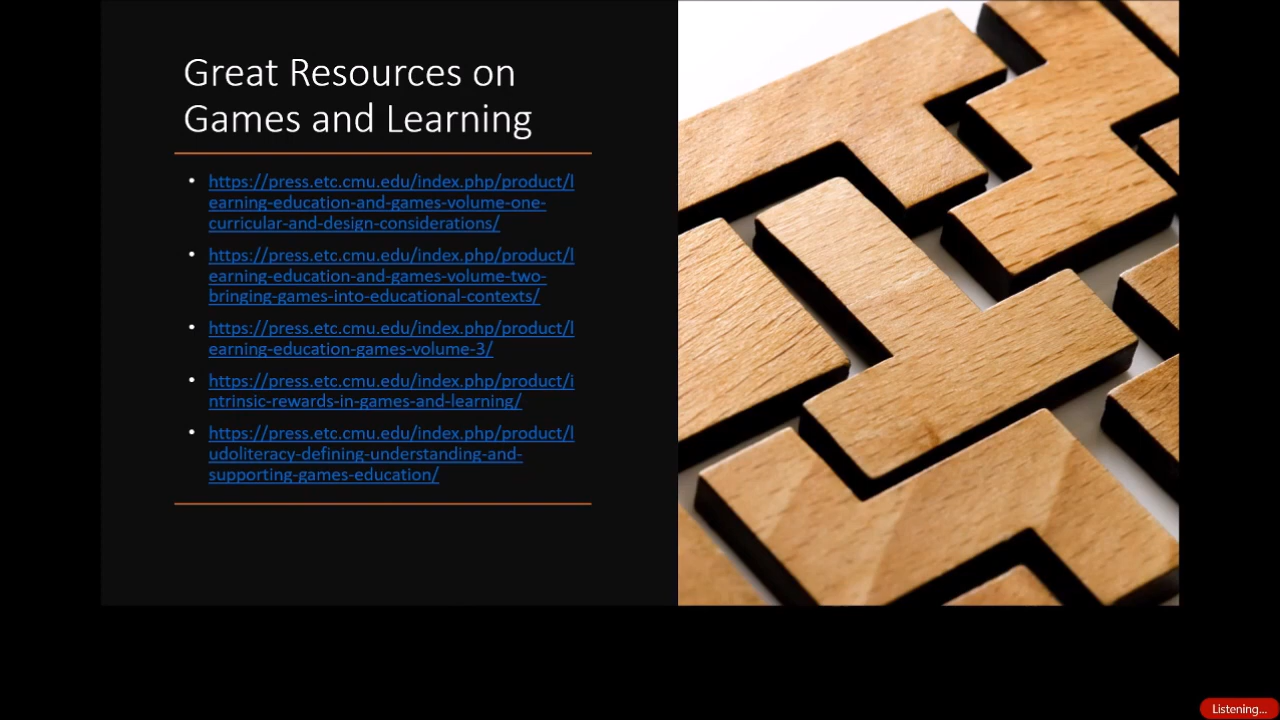 Great Resources on
Games and Learning
• https://press.etc.cmu.edu/index.php/product/l
earning-education-and-games-volume-one-
curricular-and-design-considerations/
• https://press.etc.cmu.edu/index.php/product/l
earning-education-and-games-volume-two-
bringing-games-into-educational-contexts/
• https://press.etc.cmu.edu/index.php/product/l
earning-education-games-volume-3/
• https://press.etc.cmu.edu/index.php/product/i
ntrinsic-rewards-in-games-and-learning/
• https://press.etc.cmu.edu/index.php/product/l
udoliteracy-defining-understanding-and-
supporting-games-education/
Listening...